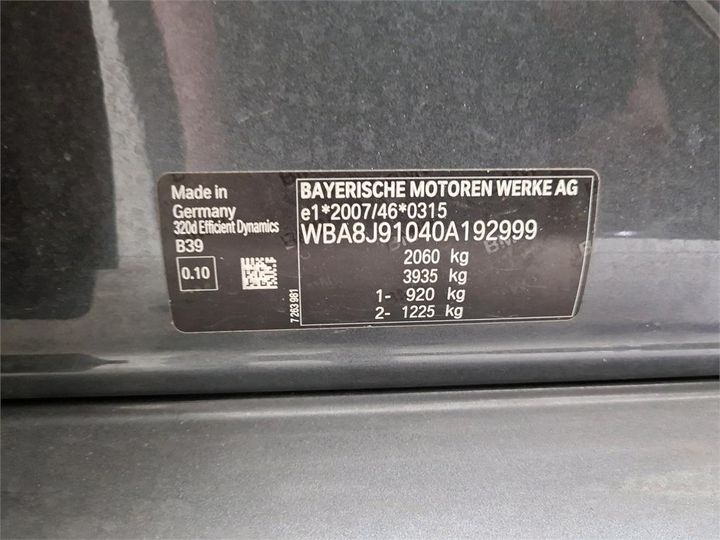 Made in
Germany
320d Efficient Dynamics
B39
0.10
7 263 961
BAYERISCHE MOTOREN WERKE AG
e1*2007/46*0315
WBA8J91040A192999
2060 kg
3935 kg
1- 920 kg
2- 1225 kg